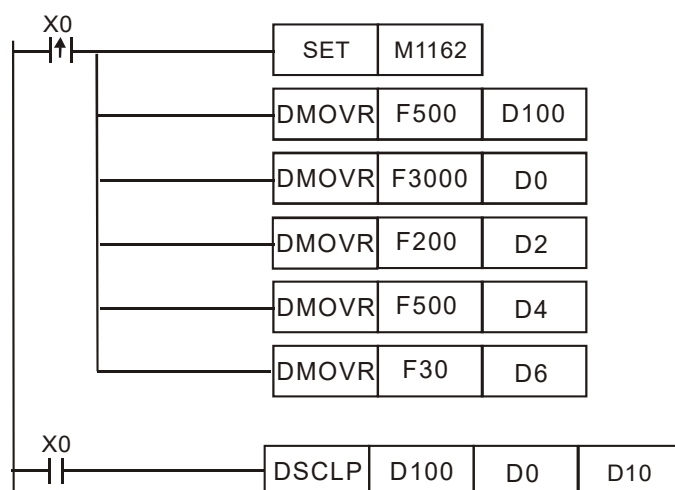 X0
SET M1162
DMOVR F500 D100
DMOVR F3000 D0
DMOVR F200 D2
DMOVR F500 D4
DMOVR F30 D6
X0
DSCLP D100 D0 D10